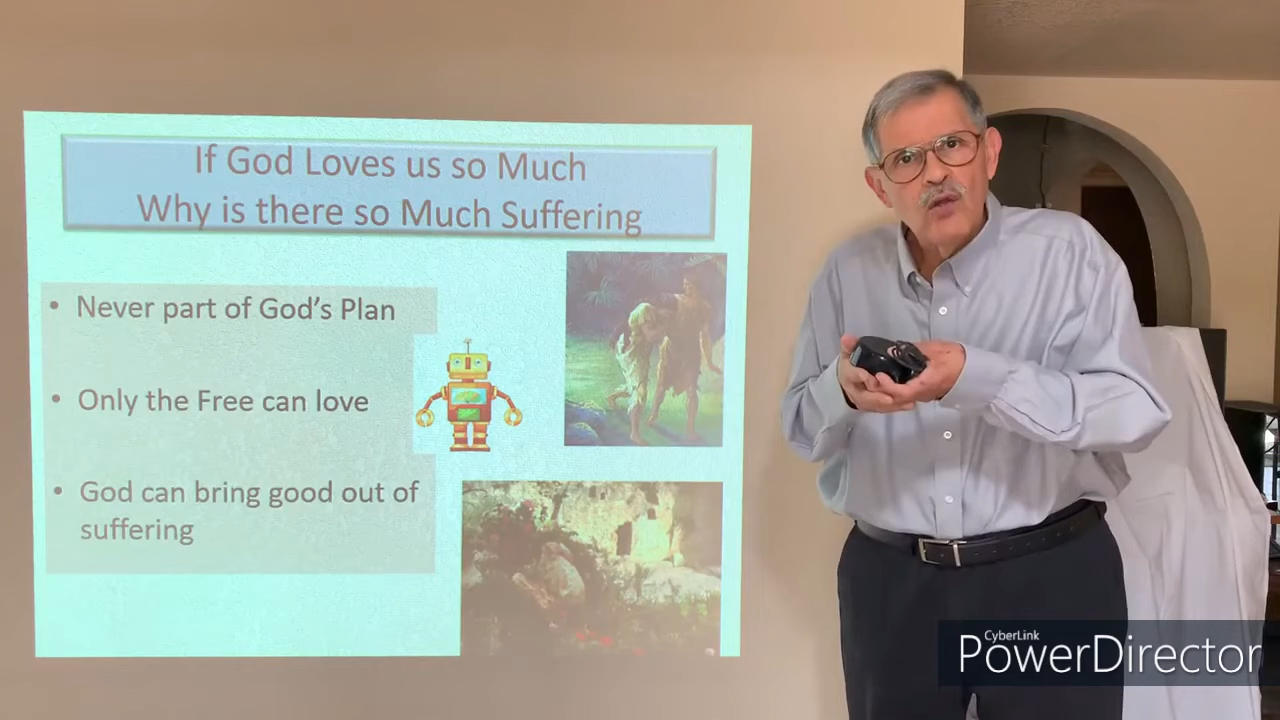 If God Loves us so Much
Why is there so Much Suffering
• Never part of God's Plan
• Only the Free can love
• God can bring good out of
suffering
CyberLink
PowerDirector